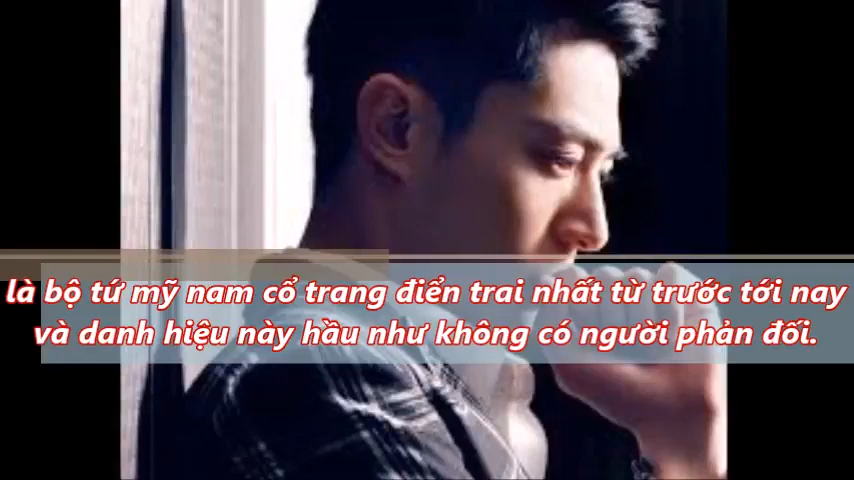 là bộ tứ mỹ nam cổ trang điển trai nhất từ trước tới nay
và danh hiệu này hầu như không có người phản đối.